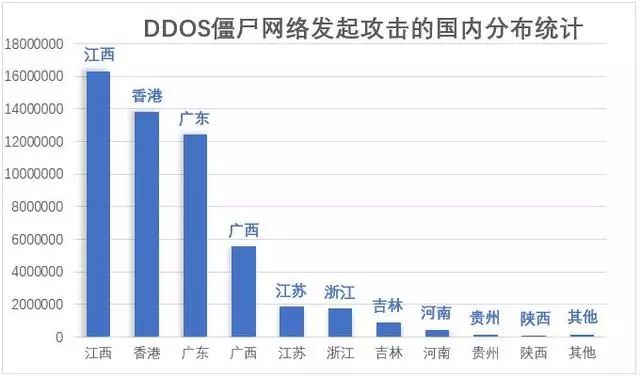 DDOS僵尸网络发起攻击的国内分布统计
18000000
16000000
14000000
12000000
10000000
8000000
6000000
4000000
2000000
0
江西
香港
广东
广西
江苏
浙江
吉林
河南
贵州
陕西
其他
江西 香港 广东 广西 江苏 浙江 吉林 河南 贵州 陕西 其他